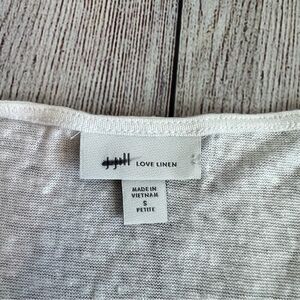 j.jill LOVE LINEN
MADE IN
VIETNAM
S
PETITE